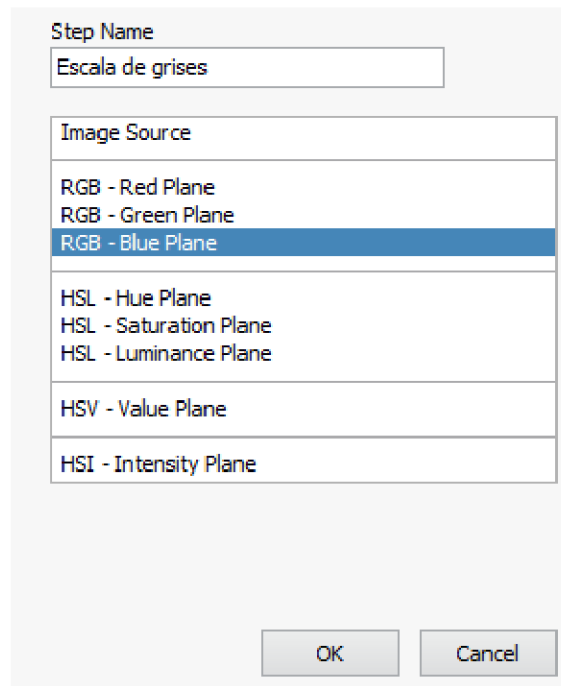 Step Name
Escala de grises
Image Source
RGB - Red Plane
RGB - Green Plane
RGB - Blue Plane
HSL - Hue Plane
HSL - Saturation Plane
HSL - Luminance Plane
HSV - Value Plane
HSI - Intensity Plane
OK Cancel